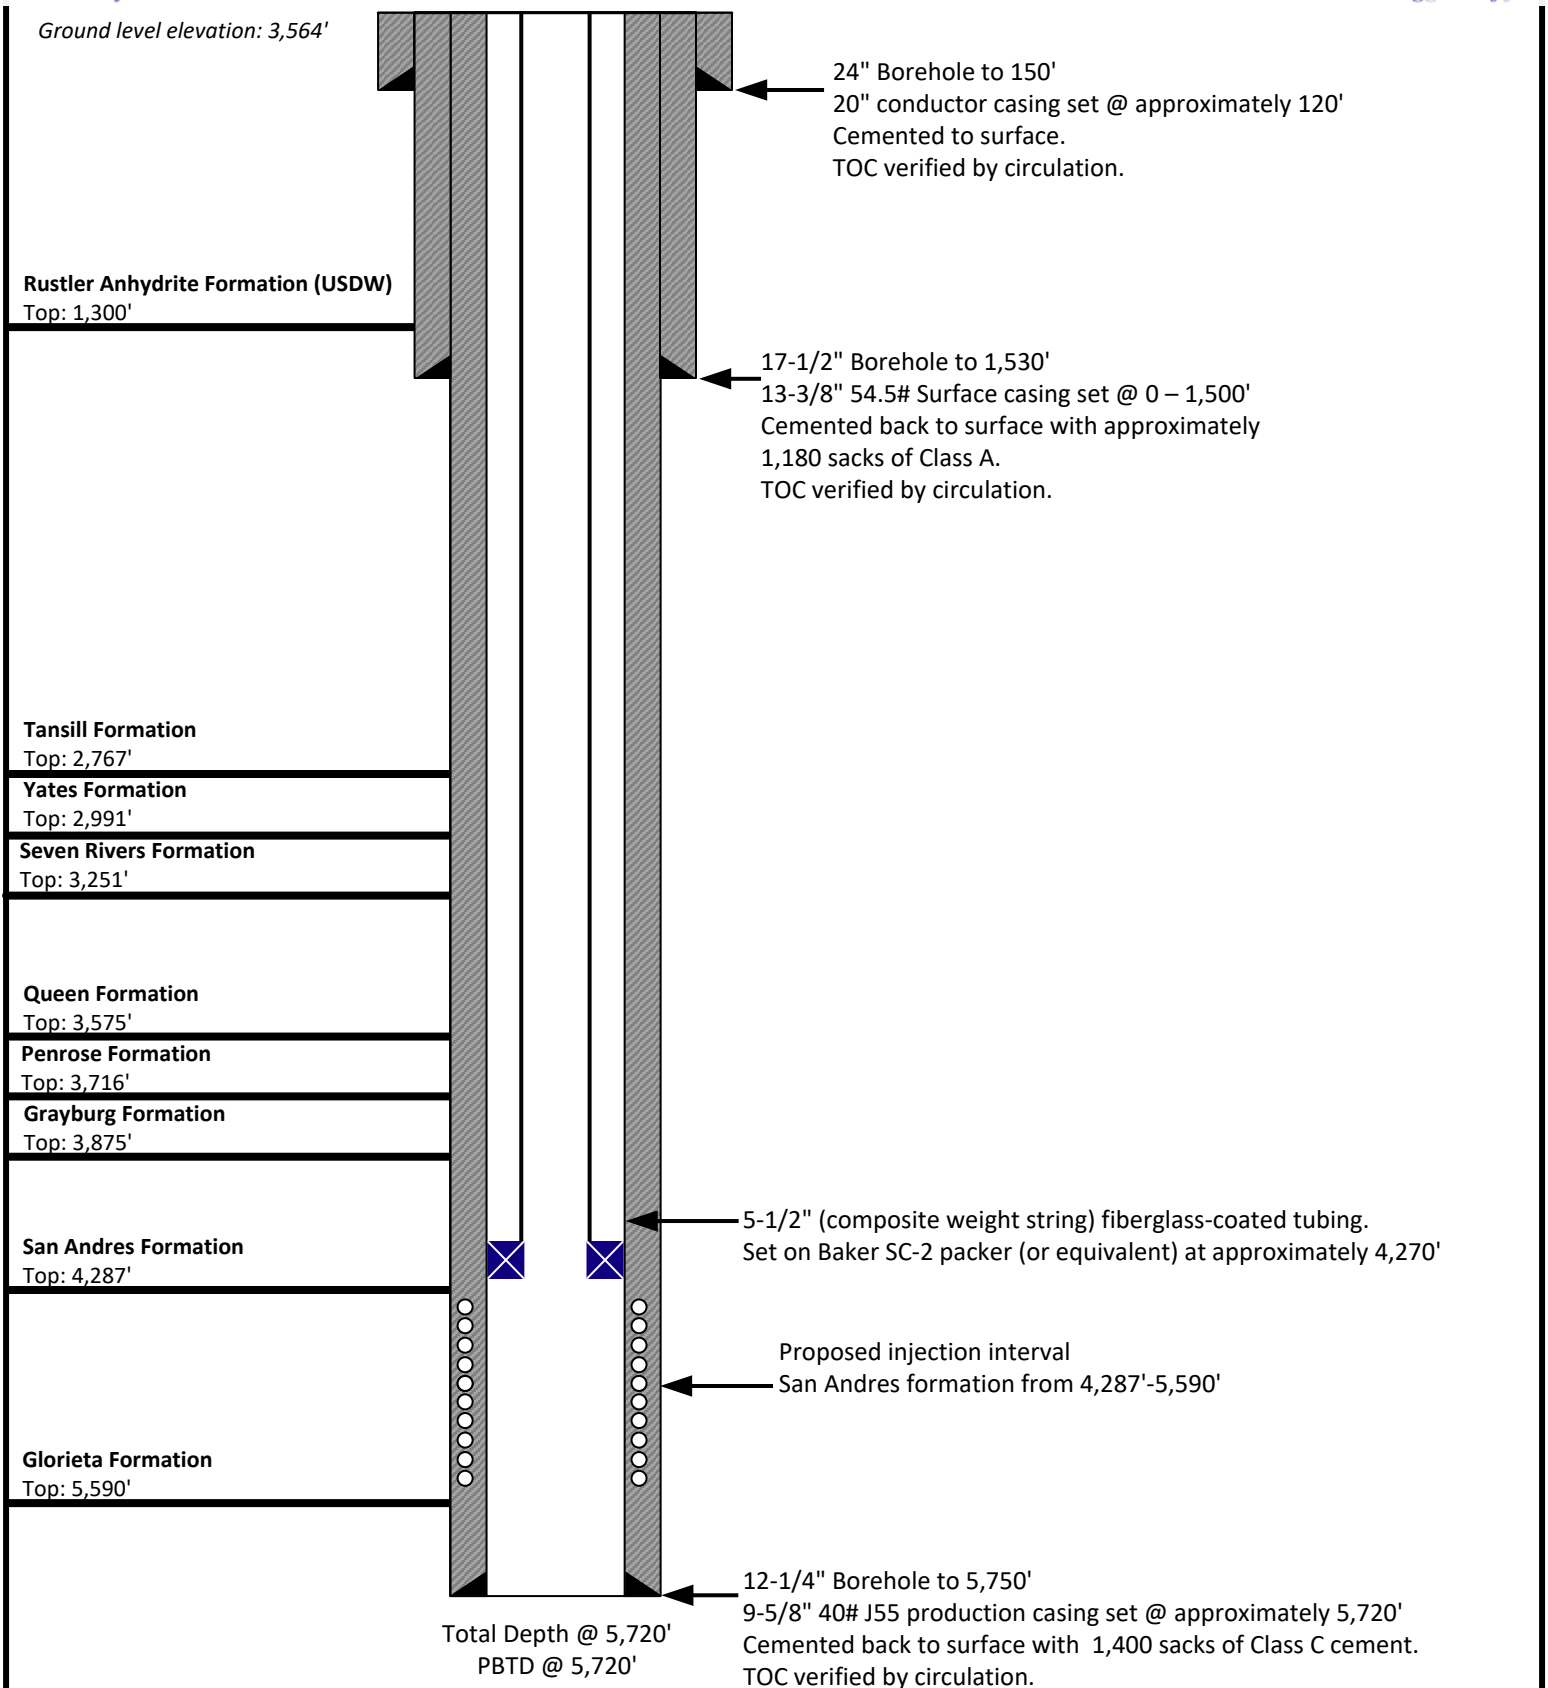 Ground level elevation: 3,564'
24" Borehole to 150'
20" conductor casing set @ approximately 120'
Cemented to surface.
TOC verified by circulation.
Rustler Anhydrite Formation (USDW)
Top: 1,300'
17-1/2" Borehole to 1,530'
13-3/8" 54.5# Surface casing set @ 0 – 1,500'
Cemented back to surface with approximately
1,180 sacks of Class A.
TOC verified by circulation.
Tansill Formation
Top: 2,767'
Yates Formation
Top: 2,991'
Seven Rivers Formation
Top: 3,251'
Queen Formation
Top: 3,575'
Penrose Formation
Top: 3,716'
Grayburg Formation
Top: 3,875'
5-1/2" (composite weight string) fiberglass-coated tubing.
Set on Baker SC-2 packer (or equivalent) at approximately 4,270'
San Andres Formation
Top: 4,287'
Proposed injection interval
San Andres formation from 4,287'-5,590'
Glorieta Formation
Top: 5,590'
12-1/4" Borehole to 5,750'
9-5/8" 40# J55 production casing set @ approximately 5,720'
Cemented back to surface with  1,400 sacks of Class C cement.
TOC verified by circulation.
Total Depth @ 5,720'
PBTD @ 5,720'